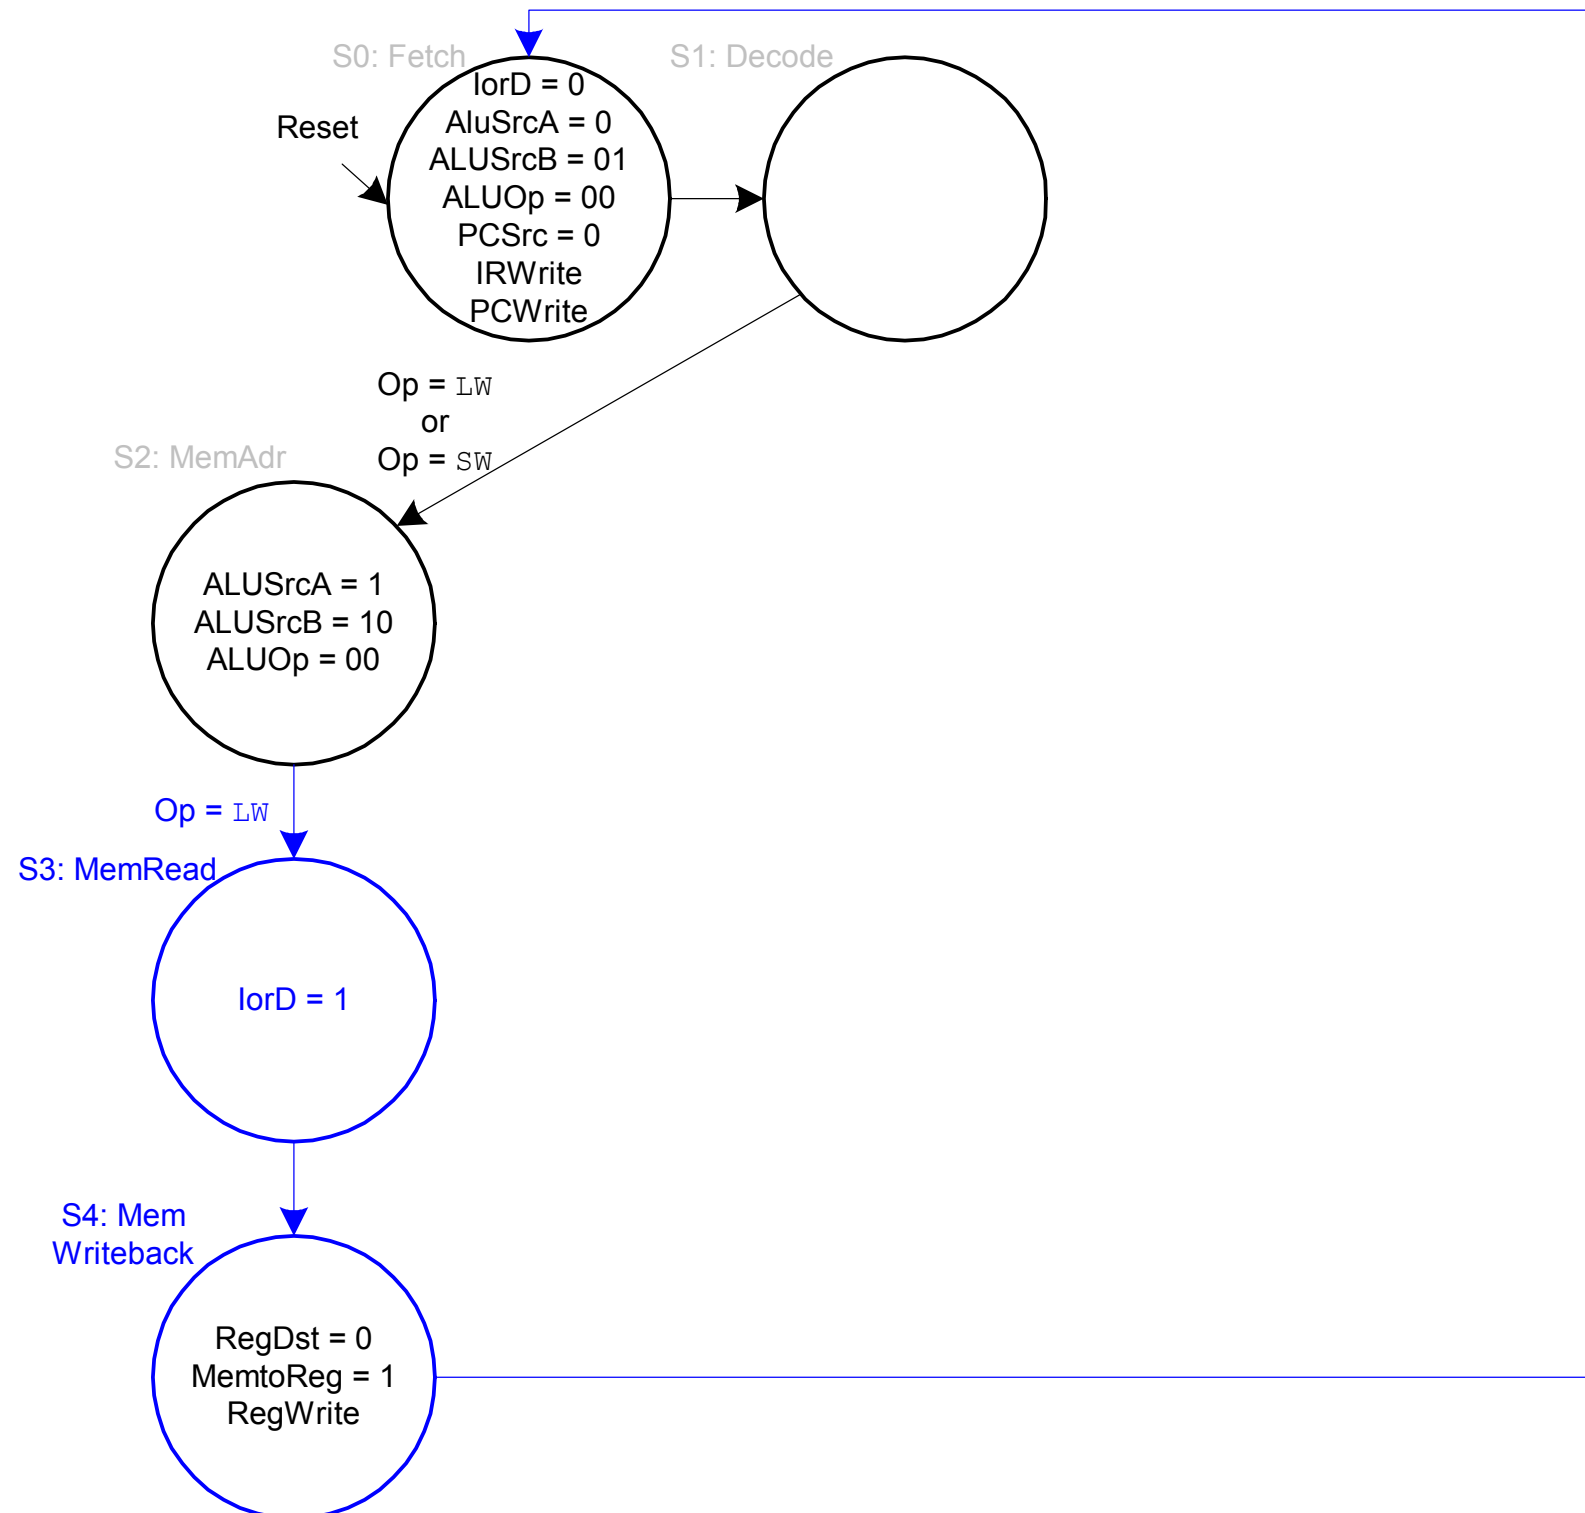 S0: Fetch
S1: Decode
Reset
IorD = 0
AluSrcA = 0
ALUSrcB = 01
ALUOp = 00
PCSrc = 0
IRWrite
PCWrite
Op = LW
or
Op = SW
S2: MemAdr
ALUSrcA = 1
ALUSrcB = 10
ALUOp = 00
Op = LW
S3: MemRead
IorD = 1
S4: Mem
Writeback
RegDst = 0
MemtoReg = 1
RegWrite